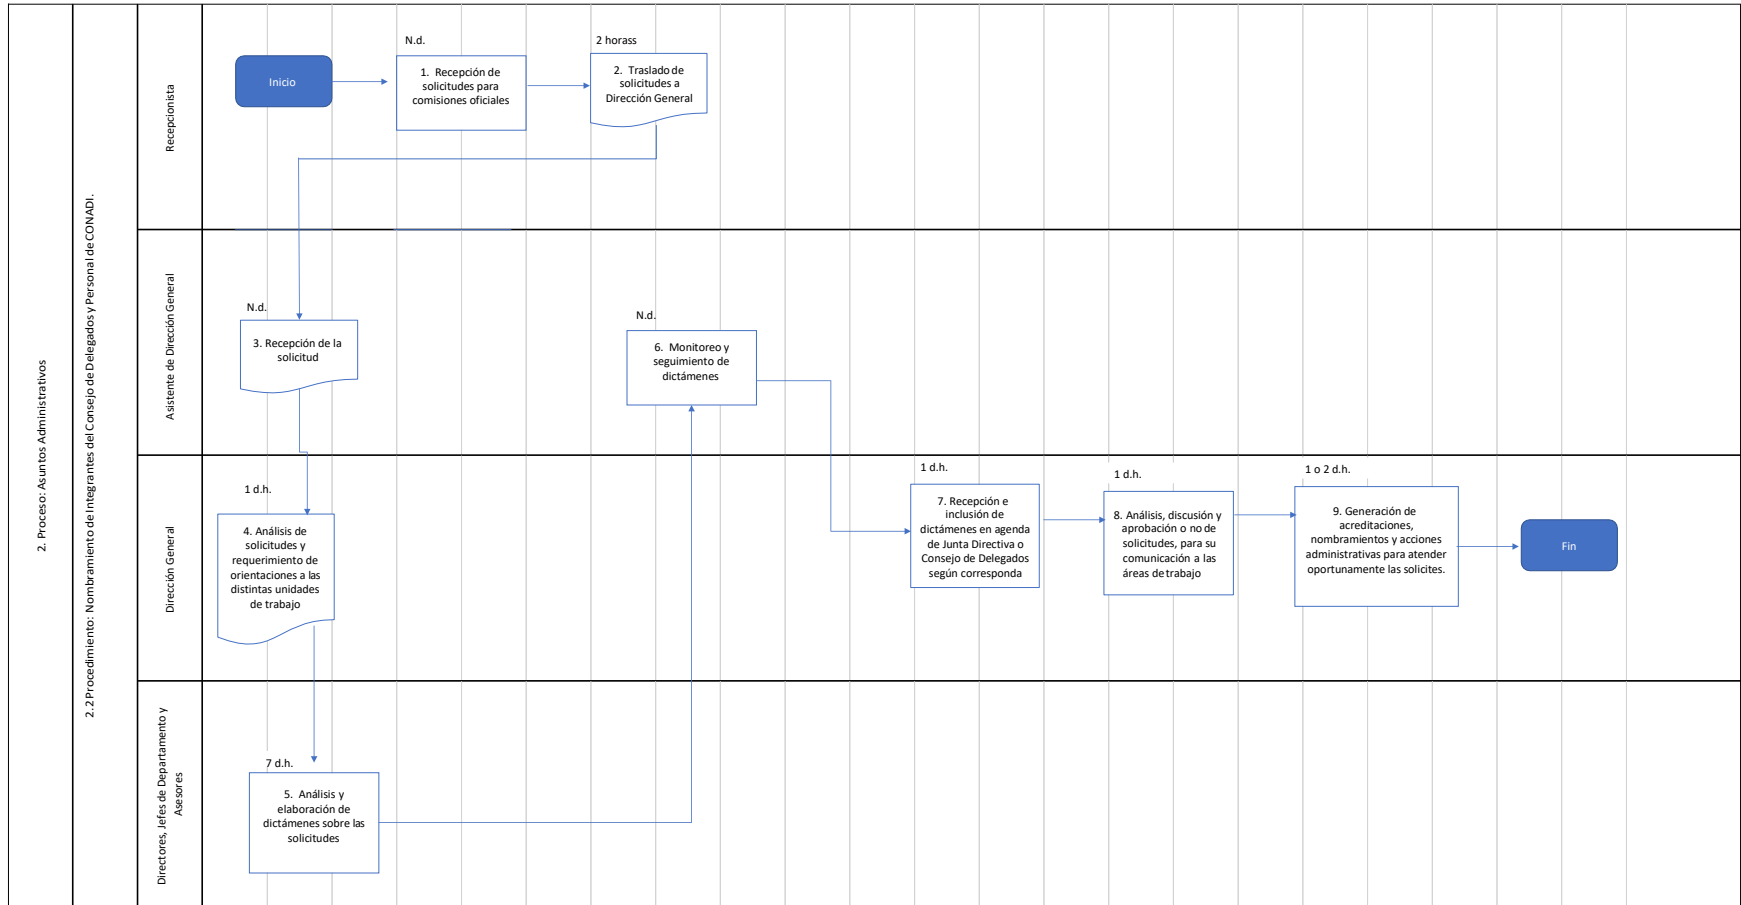 2. Proceso: Asuntos Administrativos
2.2 Procedimiento: Nombramiento de Integrantes del Consejo de Delegados y Personal de CONADI.
Recepcionista
Inicio
N.d.
1. Recepción de
solicitudes para
comisiones oficiales
2 horass
2. Traslado de
solicitudes a
Dirección General
Asistente de Dirección General
N.d.
3. Recepción de la
solicitud
N.d.
6. Monitoreo y
seguimiento de
dictámenes
Dirección General
1 d.h.
4. Análisis de
solicitudes y
requerimiento de
orientaciones a las
distintas unidades
de trabajo
1 d.h.
7. Recepción e
inclusión de
dictámenes en agenda
de Junta Directiva o
Consejo de Delegados
según corresponda
1 d.h.
8. Análisis, discusión y
aprobación o no de
solicitudes, para su
comunicación a las
áreas de trabajo
1 o 2 d.h.
9. Generación de
acreditaciones,
nombramientos y acciones
administrativas para atender
oportunamente las solicites.
Fin
Directores, Jefes de Departamento y
Asesores
7 d.h.
5. Análisis y
elaboración de
dictámenes sobre las
solicitudes